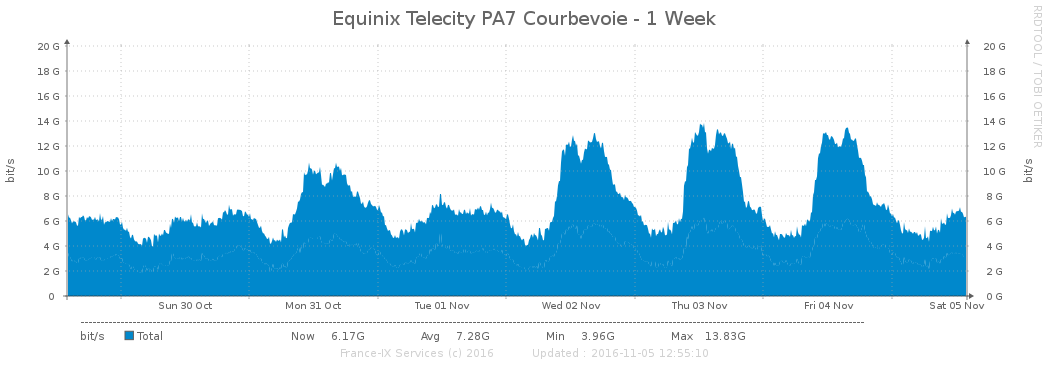 Equinix Telecity PA7 Courbevoie - 1 Week
RRDTOOL / TOBI OETIKER
20 G 20 G
18 G 18 G
16 G 16 G
14 G 14 G
12 G 12 G
10 G 10 G
8 G 8 G
6 G 6 G
4 G 4 G
2 G 2 G
0 0 G
bit/s bit/s
Sun 30 Oct Mon 31 Oct Tue 01 Nov Wed 02 Nov Thu 03 Nov Fri 04 Nov Sat 05 Nov
bit/s Total Now 6.17G Avg 7.28G Min 3.96G Max 13.83G
France-IX Services (c) 2016 Updated : 2016-11-05 12:55:10